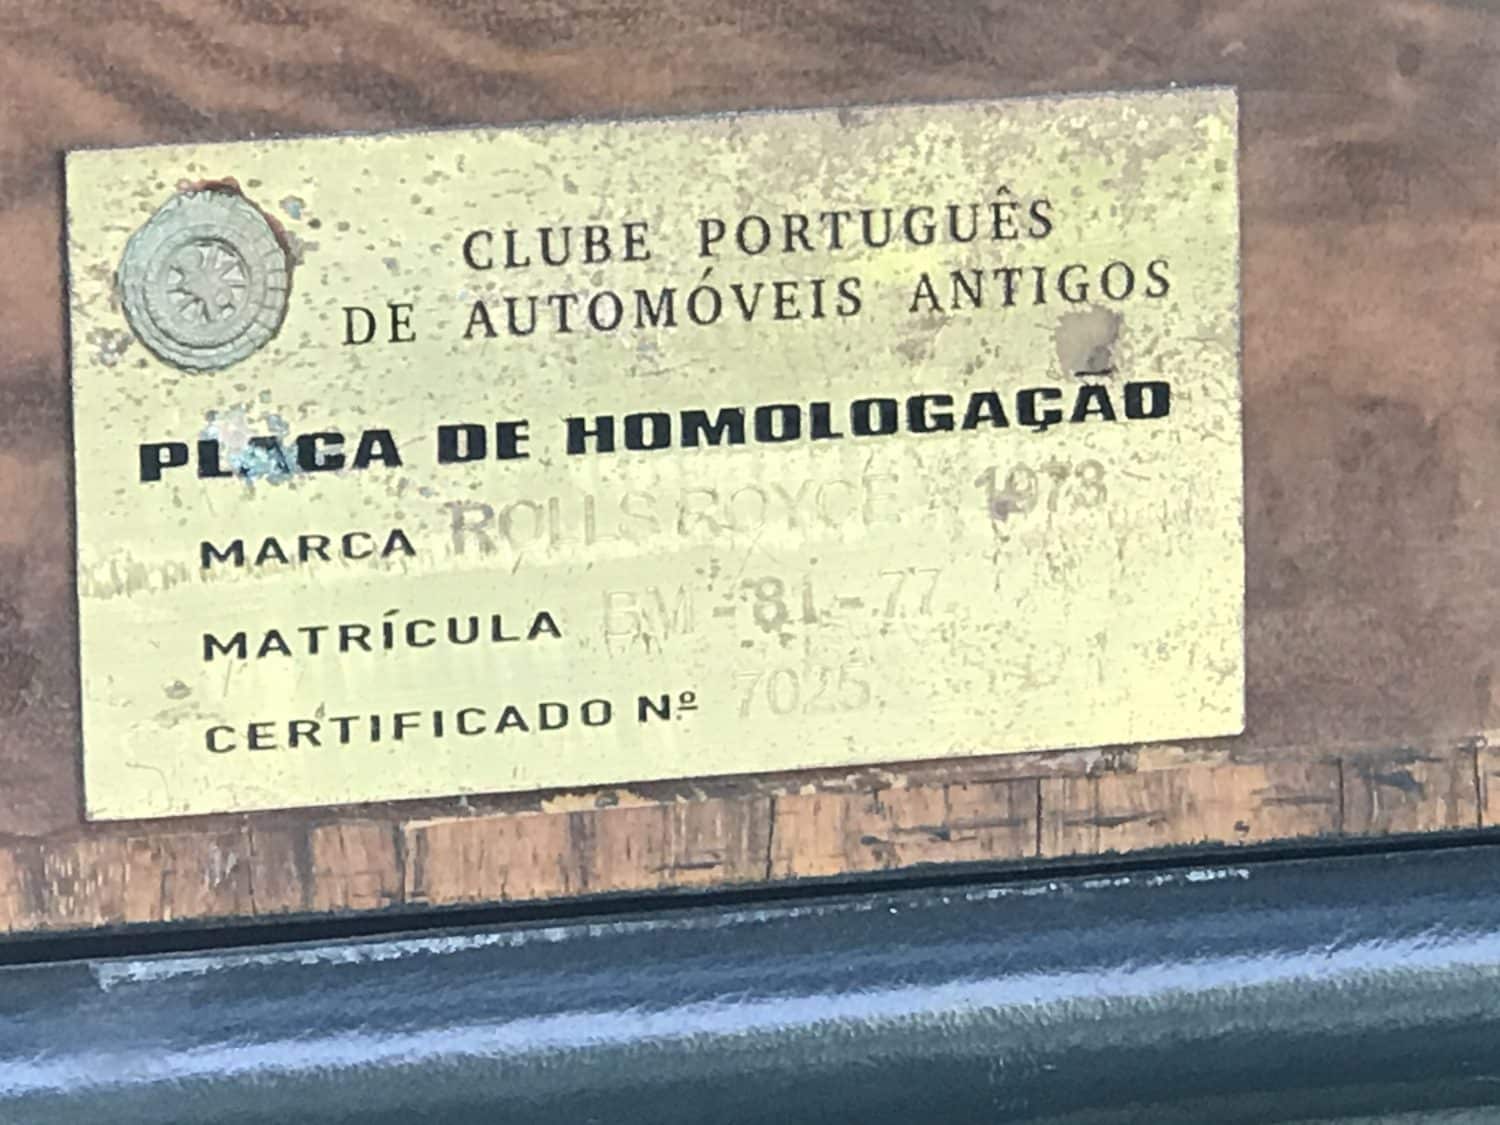 CLUBE PORTUGUÊS
DE AUTOMÓVEIS ANTIGOS
PLACA DE HOMOLOGAÇÃO
MARCA ROLLS ROYCE 1973
MATRÍCULA BM-81-77
CERTIFICADO Nº 7025